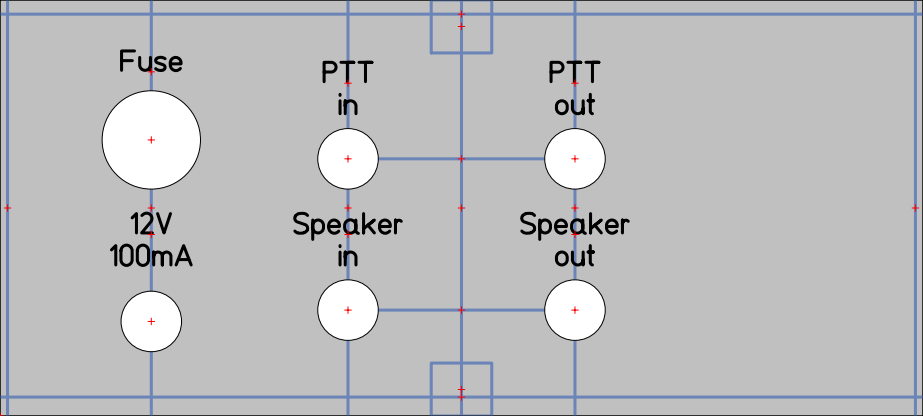 Fuse
PTT
in
PTT
out
12V
100mA
Speaker
in
Speaker
out